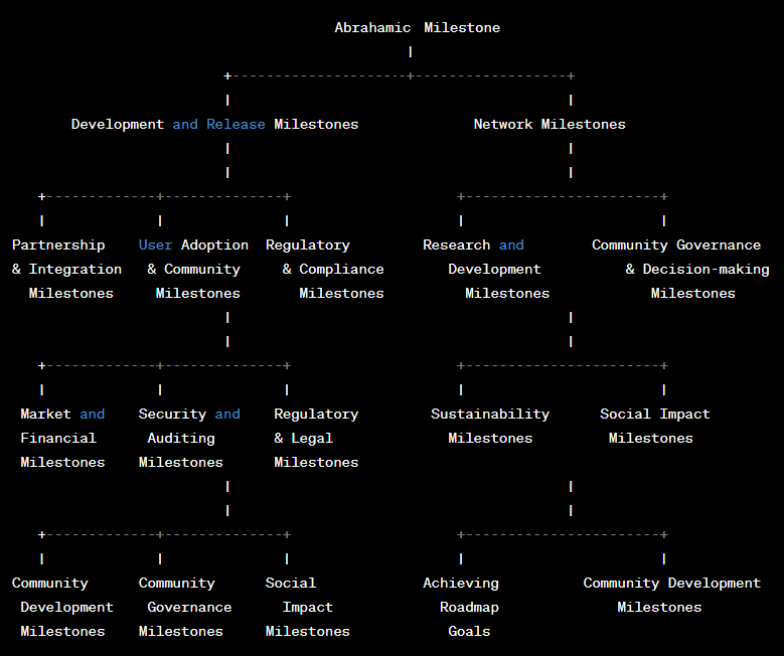 Abrahamic Milestone
Development and Release Milestones
Network Milestones
Partnership
& Integration
Milestones
User Adoption
& Community
Milestones
Regulatory
& Compliance
Milestones
Research and
Development
Milestones
Community Governance
& Decision-making
Milestones
Market and
Financial
Milestones
Security and
Auditing
Milestones
Regulatory
& Legal
Milestones
Sustainability
Milestones
Social Impact
Milestones
Community
Development
Milestones
Community
Governance
Milestones
Social
Impact
Milestones
Achieving
Roadmap
Goals
Community Development
Milestones